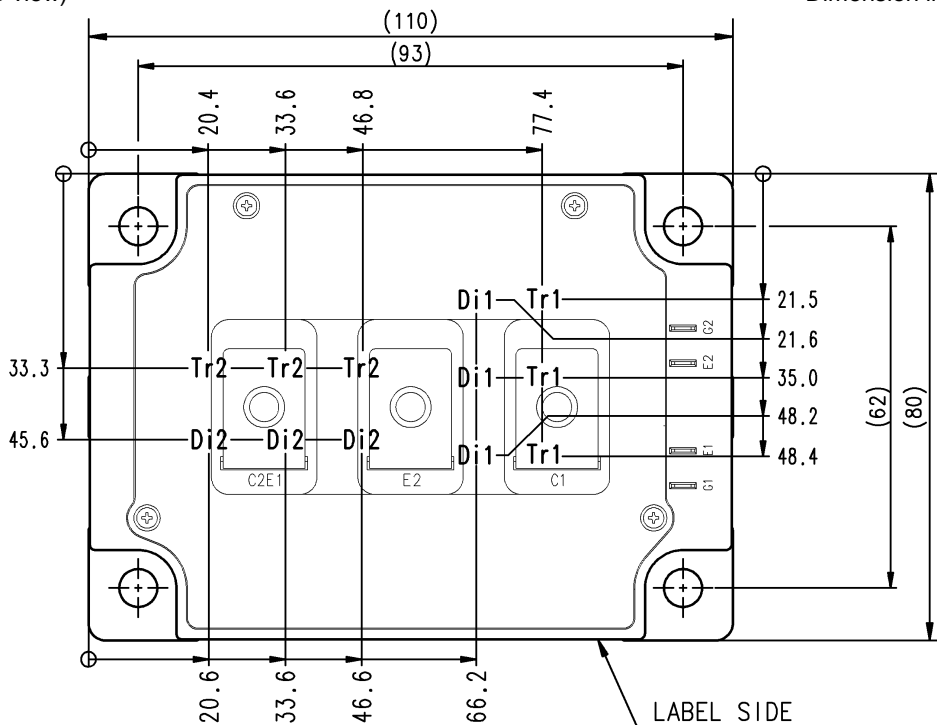 (110)
(93)
20.4
33.6
46.8
77.4
Di1 Tr1 21.5
G2
21.6
E2
33.3 Tr2 Tr2 Tr2 Di1 Tr1 35.0
(62)
(80)
48.2
45.6 Di2 Di2 Di2 Di1 Tr1 48.4
E1
C2E1 E2 C1 G1
20.6
33.6
46.6
66.2
LABEL SIDE